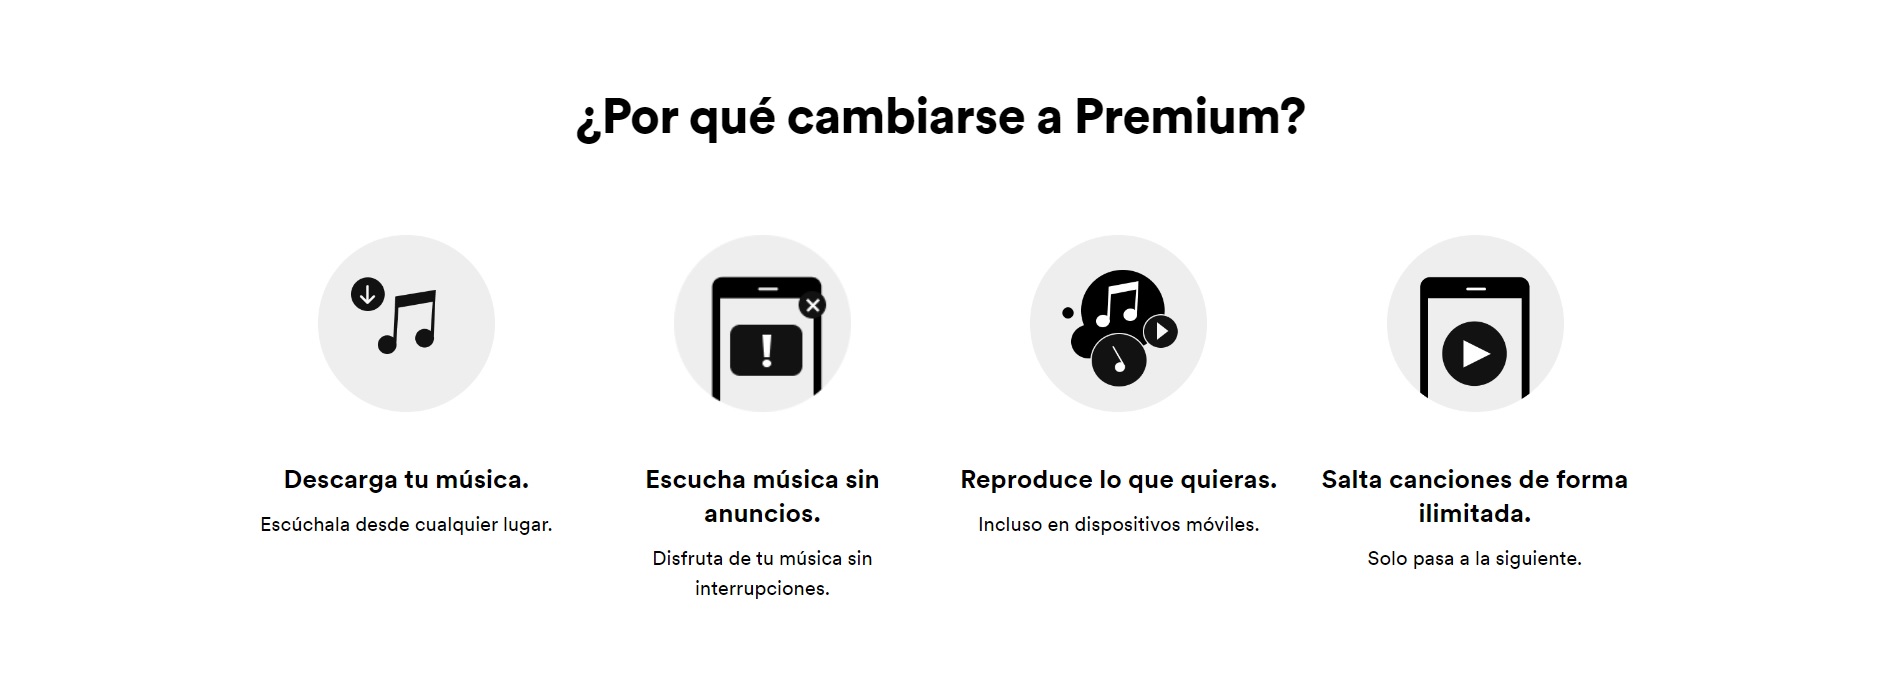 ¿Por qué cambiarse a Premium?
Descarga tu música.
Escúchala desde cualquier lugar.
Escucha música sin
anuncios.
Disfruta de tu música sin
interrupciones.
Reproduce lo que quieras.
Incluso en dispositivos móviles.
Salta canciones de forma
ilimitada.
Solo pasa a la siguiente.